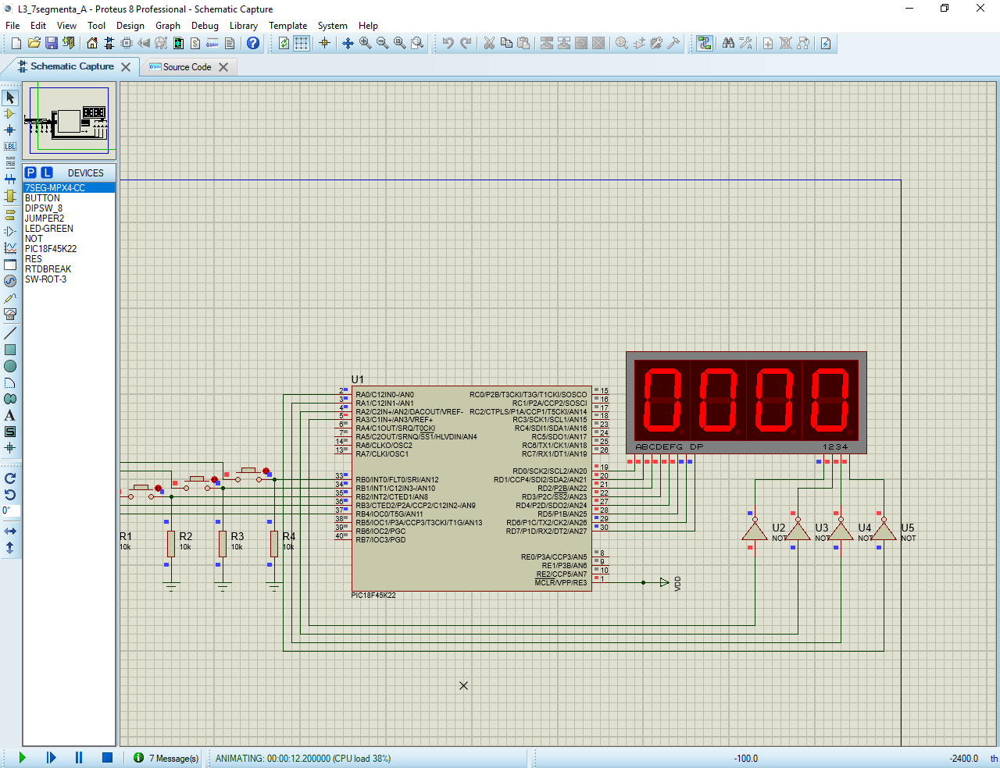 L3_7segmenta_A - Proteus 8 Professional - Schematic Capture
File Edit View Tool Design Graph Debug Library Template System Help
Schematic Capture
Source Code
P L DEVICES
7SEG-MPX4-CC
BUTTON
DIPSW_8
JUMPER2
LED-GREEN
NOT
PIC18F45K22
RES
RTDBREAK
SW-ROT-3
LBL
A
S
0°
U1
2 RA0/C12IN0-/AN0
3 RA1/C12IN1-/AN1
4 RA2/C2IN+/AN2/DACOUT/VREF-
5 RA3/C1IN+/AN3/VREF+
6 RA4/C1OUT/SRQ/T0CKI
7 RA5/C2OUT/SRNQ/SS1/HLVDIN/AN4
14 RA6/CLKO/OSC2
13 RA7/CLKI/OSC1
33 RB0/INT0/FLT0/SRI/AN12
34 RB1/INT1/C12IN3-/AN10
35 RB2/INT2/CTED1/AN8
36 RB3/CTED2/P2A/CCP2/C12IN2-/AN9
37 RB4/IOC0/T5G/AN11
38 RB5/IOC1/P3A/CCP3/T3CKI/T1G/AN13
39 RB6/IOC2/PGC
40 RB7/IOC3/PGD
RC0/P2B/T3CKI/T3G/T1CKI/SOSCO 15
RC1/P2A/CCP2/SOSCI 16
RC2/CTPLS/P1A/CCP1/T5CKI/AN14 17
RC3/SCK1/SCL1/AN15 18
RC4/SDI1/SDA1/AN16 23
RC5/SDO1/AN17 24
RC6/TX1/CK1/AN18 25
RC7/RX1/DT1/AN19 26
RD0/SCK2/SCL2/AN20 19
RD1/CCP4/SDI2/SDA2/AN21 20
RD2/P2B/AN22 21
RD3/P2C/SS2/AN23 22
RD4/P2D/SDO2/AN24 27
RD5/P1B/AN25 28
RD6/P1C/TX2/CK2/AN26 29
RD7/P1D/RX2/DT2/AN27 30
RE0/P3A/CCP3/AN5 8
RE1/P3B/AN6 9
RE2/CCP5/AN7 10
MCLR/VPP/RE3 1
PIC18F45K22
VDD
0000
ABCDEFG DP 1234
R1
10k
R2
10k
R3
10k
R4
10k
U2
NOT
U3
NOT
U4
NOT
U5
NOT
7 Message(s)
ANIMATING: 00:00:12.200000 (CPU load 38%)
-100.0
-2400.0
th